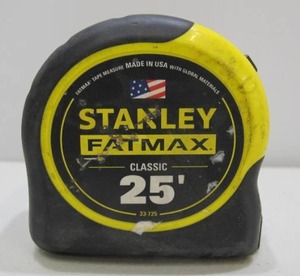 FATMAX® TAPE MEASURE MADE IN USA WITH GLOBAL MATERIALS
STANLEY
FATMAX
CLASSIC
25'
33-725